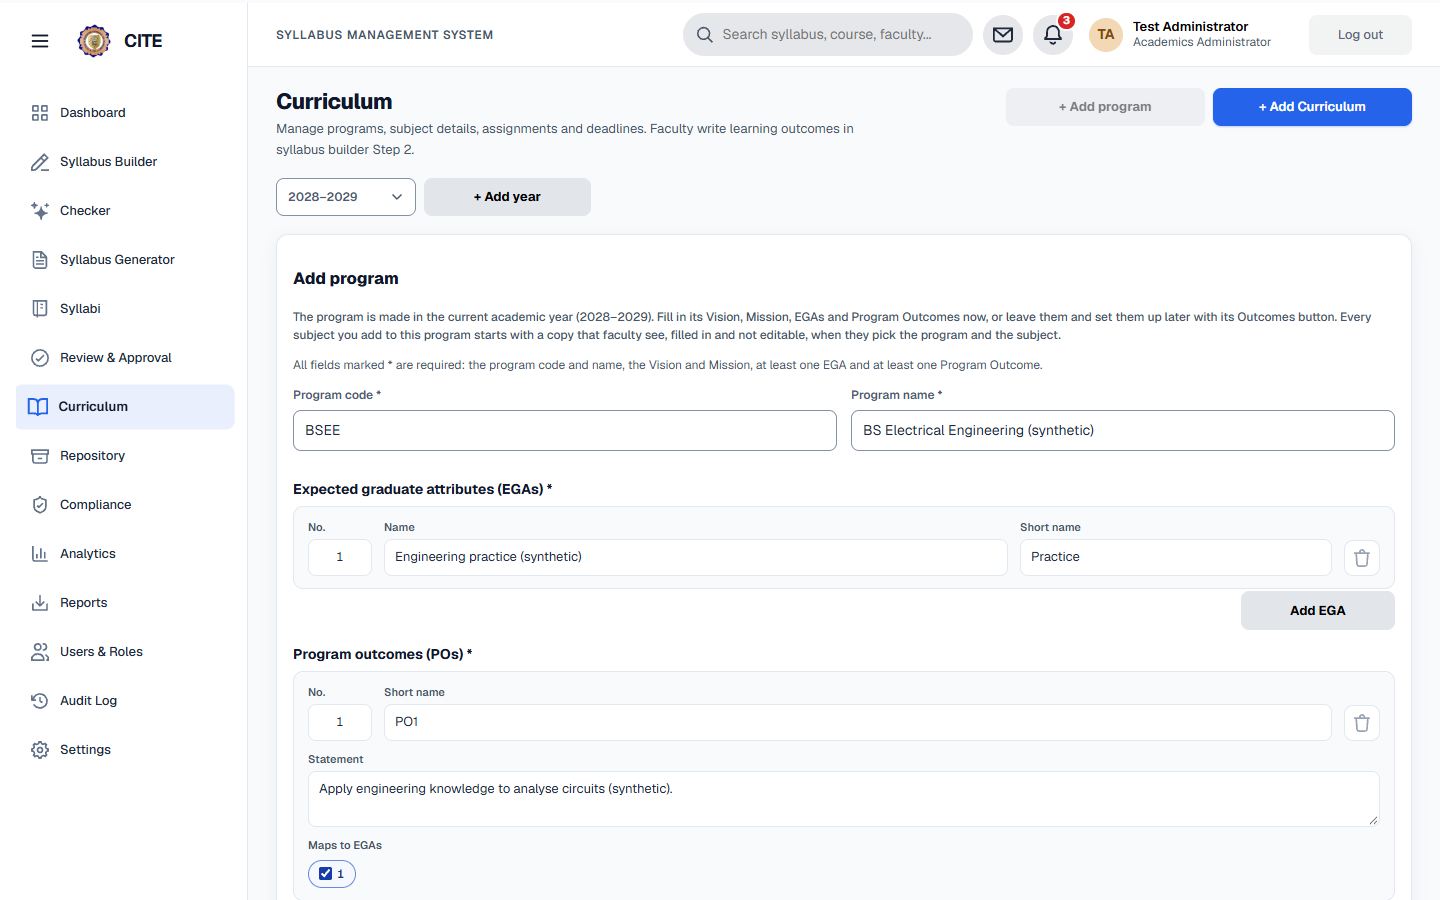 CITE
SYLLABUS MANAGEMENT SYSTEM
Search syllabus, course, faculty...
3
TA
Test Administrator
Academics Administrator
Log out
Dashboard
Syllabus Builder
Checker
Syllabus Generator
Syllabi
Review & Approval
Curriculum
Repository
Compliance
Analytics
Reports
Users & Roles
Audit Log
Settings
Curriculum
Manage programs, subject details, assignments and deadlines. Faculty write learning outcomes in
syllabus builder Step 2.
+ Add program
+ Add Curriculum
2028–2029
+ Add year
Add program
The program is made in the current academic year (2028–2029). Fill in its Vision, Mission, EGAs and Program Outcomes now, or leave them and set them up later with its Outcomes button. Every
subject you add to this program starts with a copy that faculty see, filled in and not editable, when they pick the program and the subject.
All fields marked * are required: the program code and name, the Vision and Mission, at least one EGA and at least one Program Outcome.
Program code *
Program name *
BSEE
BS Electrical Engineering (synthetic)
Expected graduate attributes (EGAs) *
No.
Name
Short name
1
Engineering practice (synthetic)
Practice
Add EGA
Program outcomes (POs) *
No.
Short name
1
PO1
Statement
Apply engineering knowledge to analyse circuits (synthetic).
Maps to EGAs
1